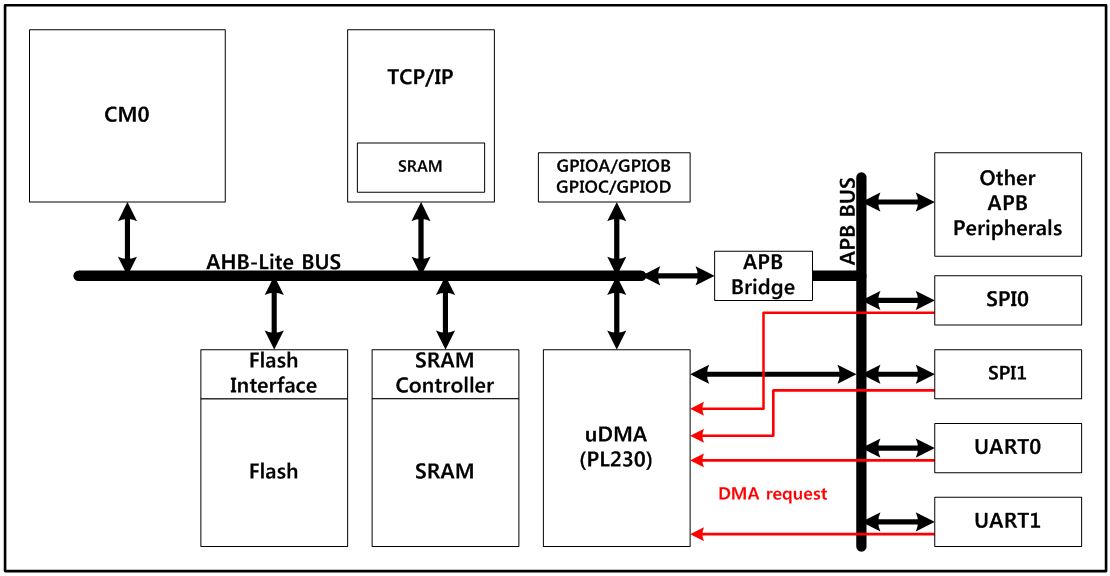 CM0
TCP/IP
SRAM
GPIOA/GPIOB
GPIOC/GPIOD
APB BUS
Other
APB
Peripherals
AHB-Lite BUS
APB
Bridge
SPI0
Flash
Interface
SRAM
Controller
SPI1
uDMA
(PL230)
UART0
Flash
SRAM
DMA request
UART1